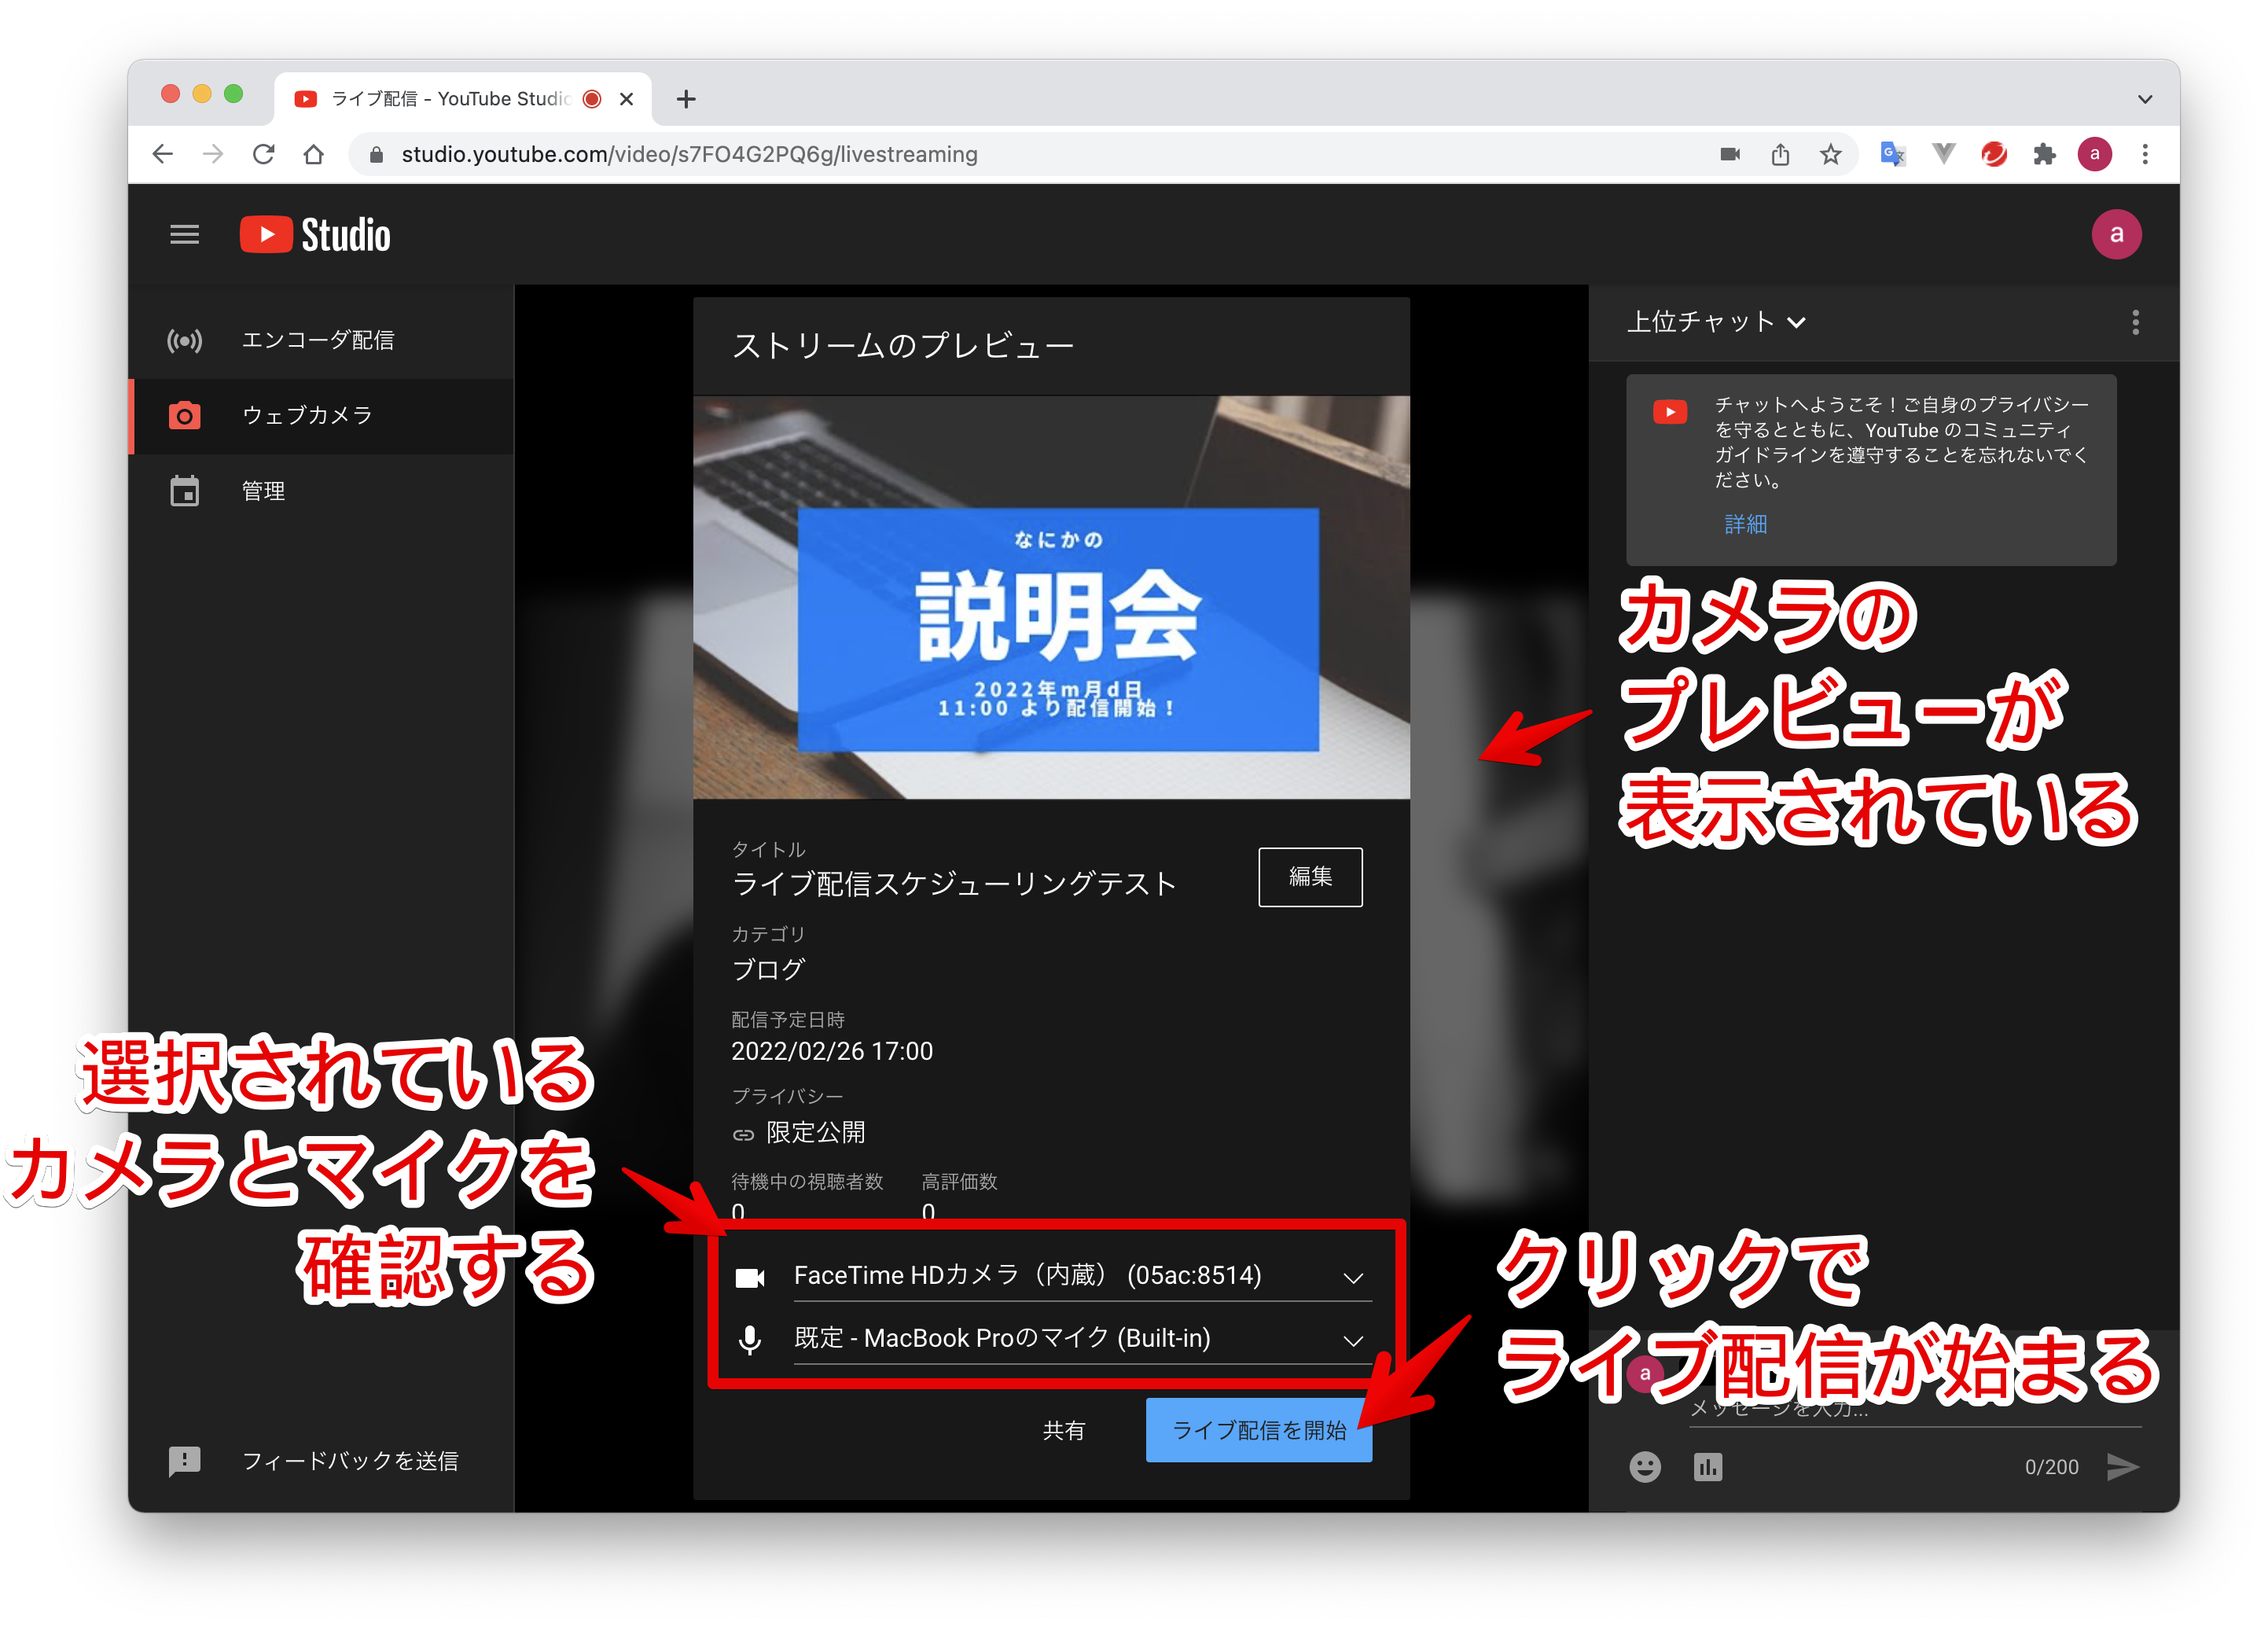 ライブ配信 - YouTube Studio
studio.youtube.com/video/s7FO4G2PQ6g/livestreaming
a
Studio
a
エンコーダ配信
ウェブカメラ
管理
フィードバックを送信
ストリームのプレビュー
なにかの
説明会
2022年m月d日
11:00 より配信開始！
タイトル
ライブ配信スケジューリングテスト
編集
カテゴリ
ブログ
配信予定日時
2022/02/26 17:00
プライバシー
限定公開
待機中の視聴者数 高評価数
0 0
FaceTime HDカメラ（内蔵） (05ac:8514)
既定 - MacBook Proのマイク (Built-in)
共有
ライブ配信を開始
上位チャット
チャットへようこそ！ご自身のプライバシー
を守るとともに、YouTube のコミュニティ
ガイドラインを遵守することを忘れないでく
ださい。
詳細
カメラの
プレビューが
表示されている
選択されている
カメラとマイクを
確認する
クリックで
ライブ配信が始まる
a
メッセージを入力...
0/200